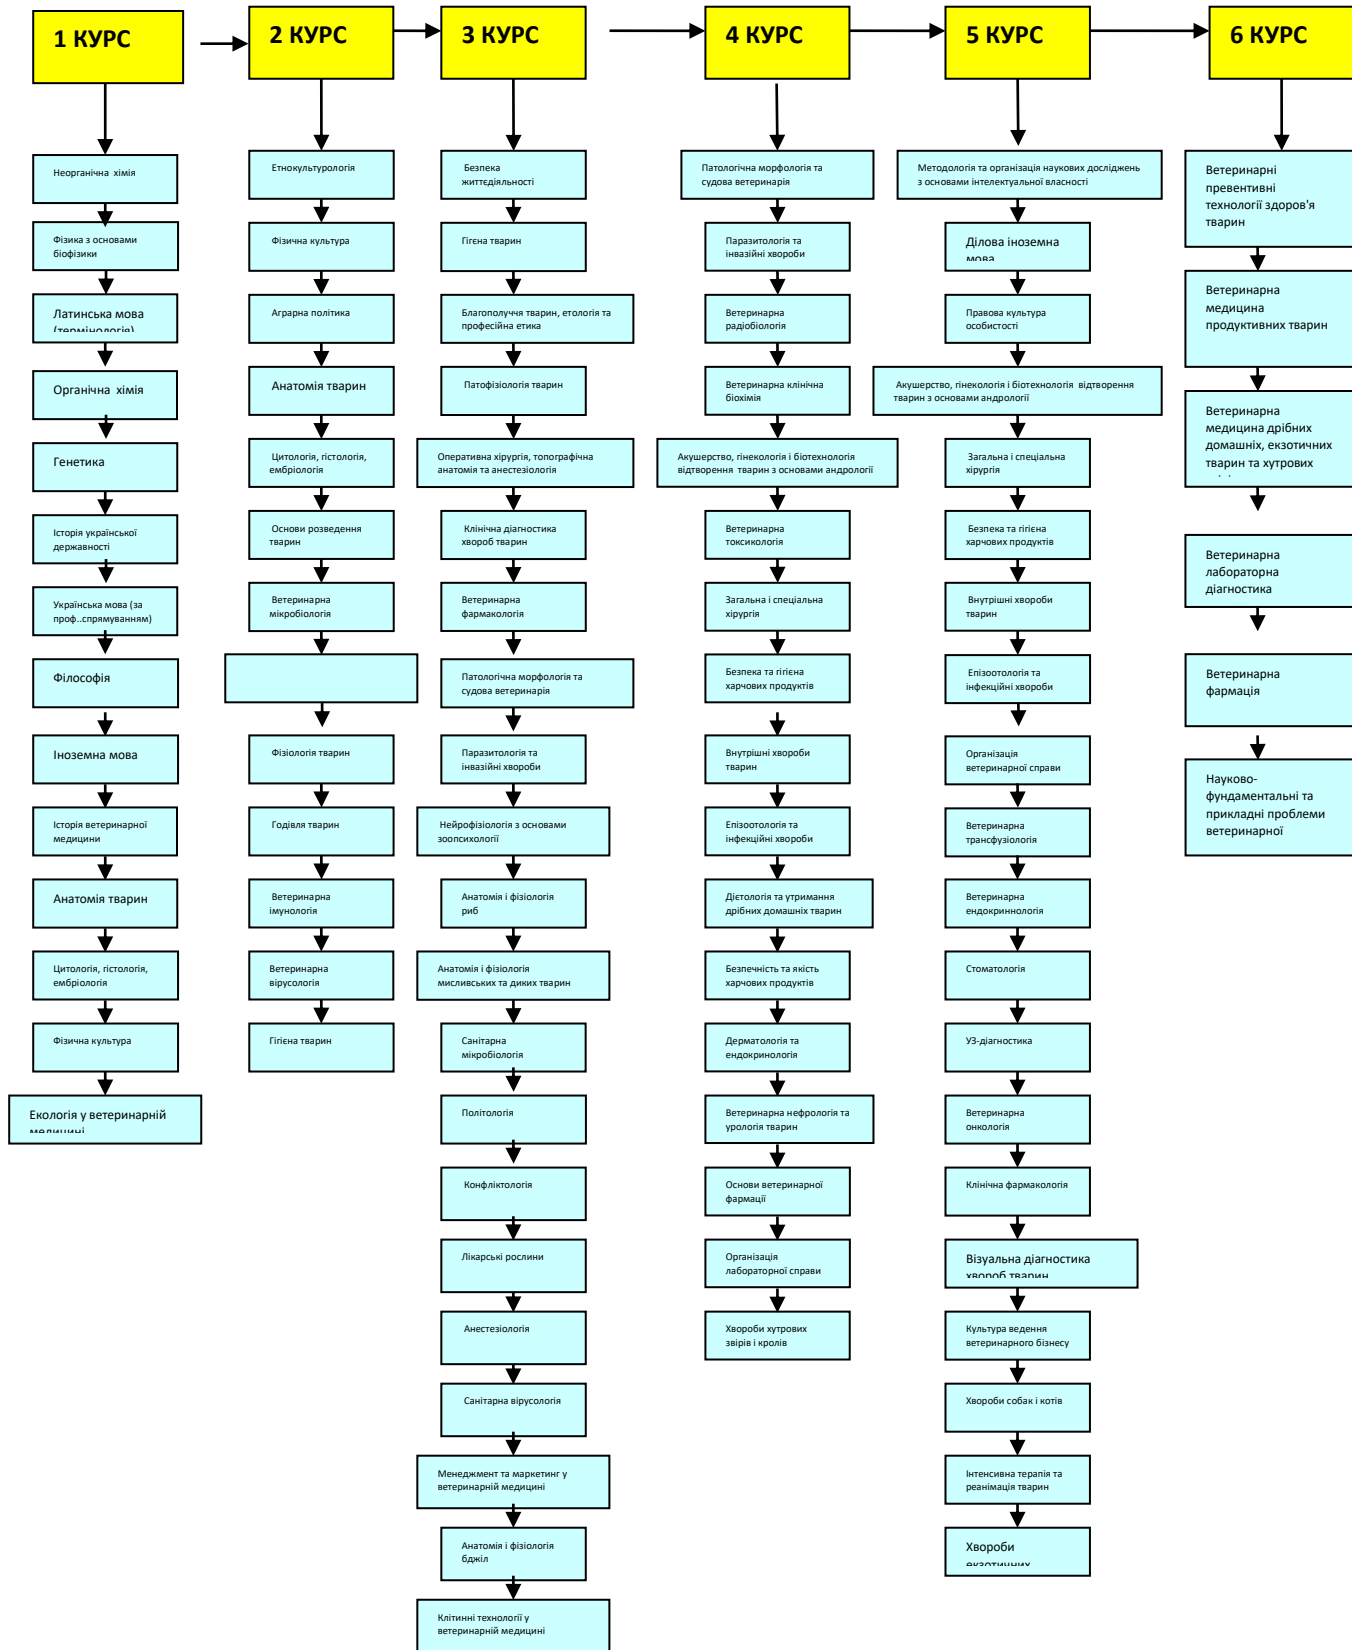 1 КУРС
2 КУРС
3 КУРС
4 КУРС
5 КУРС
6 КУРС
Неорганічна хімія
Фізика з основами
біофізики
Латинська мова
(термінологія)
Органічна хімія
Генетика
Історія української
державності
Українська мова (за
проф..спрямуванням)
Філософія
Іноземна мова
Історія ветеринарної
медицини
Анатомія тварин
Цитологія, гістологія,
ембріологія
Фізична культура
Екологія у ветеринарній
медицині
Етнокультурологія
Фізична культура
Аграрна політика
Анатомія тварин
Цитологія, гістологія,
ембріологія
Основи розведення
тварин
Ветеринарна
мікробіологія
Фізіологія тварин
Годівля тварин
Ветеринарна
імунологія
Ветеринарна
вірусологія
Гігієна тварин
Безпека
життєдіяльності
Гігєна тварин
Благополуччя тварин, етологія та
професійна етика
Патофізіологія тварин
Оперативна хірургія, топографічна
анатомія та анестезіологія
Клінічна діагностика
хвороб тварин
Ветеринарна
фармакологія
Патологічна морфологія та
судова ветеринарія
Паразитологія та
інвазійні хвороби
Нейрофізіологія з основами
зоопсихології
Анатомія і фізіологія
риб
Анатомія і фізіологія
мисливських та диких тварин
Санітарна
мікробіологія
Політологія
Конфліктологія
Лікарські рослини
Анестезіологія
Санітарна вірусологія
Менеджмент та маркетинг у
ветеринарній медицині
Анатомія і фізіологія
бджіл
Клітинні технології у
ветеринарній медицині
Патологічна морфологія та
судова ветеринарія
Паразитологія та
інвазійні хвороби
Ветеринарна
радіобіологія
Ветеринарна клінічна
біохімія
Акушерство, гінекологія і біотехнологія
відтворення тварин з основами андрології
Ветеринарна
токсикологія
Загальна і спеціальна
хірургія
Безпека та гігієна
харчових продуктів
Внутрішні хвороби
тварин
Епізоотологія та
інфекційні хвороби
Дієтологія та утримання
дрібних домашніх тварин
Безпечність та якість
харчових продуктів
Дерматологія та
ендокринологія
Ветеринарна нефрологія та
урологія тварин
Основи ветеринарної
фармації
Організація
лабораторної справи
Хвороби хутрових
звірів і кролів
Методологія та організація наукових досліджень
з основами інтелектуальної власності
Ділова іноземна
мова
Правова культура
особистості
Акушерство, гінекологія і біотехнологія відтворення
тварин з основами андрології
Загальна і спеціальна
хірургія
Безпека та гігієна
харчових продуктів
Внутрішні хвороби
тварин
Епізоотологія та
інфекційні хвороби
Організація
ветеринарної справи
Ветеринарна
трансфузіологія
Ветеринарна
ендокриннологія
Стоматологія
УЗ-діагностика
Ветеринарна
онкологія
Клінічна фармакологія
Візуальна діагностика
хвороб тварин
Культура ведення
ветеринарного бізнесу
Хвороби собак і котів
Інтенсивна терапія та
реанімація тварин
Хвороби
екзотичних
Ветеринарні
превентивні
технології здоров'я
тварин
Ветеринарна
медицина
продуктивних тварин
Ветеринарна
медицина дрібних
домашніх, екзотичних
тварин та хутрових
Ветеринарна
лабораторна
діагностика
Ветеринарна
фармація
Науково-
фундаментальні та
прикладні проблеми
ветеринарної